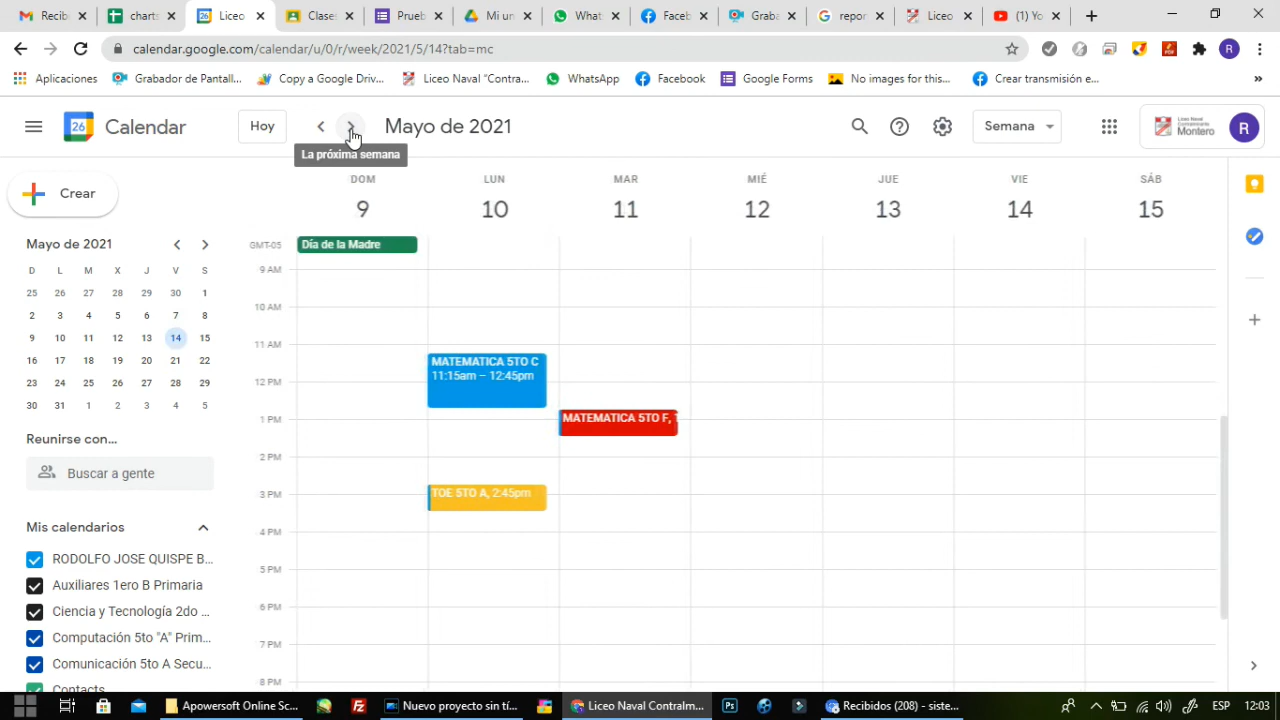 Recib
charts
Liceo
Clase
Prueb
Mi un
What
Faceb
Graba
repor
Liceo
(1) Yo
calendar.google.com/calendar/u/0/r/week/2021/5/14?tab=mc
R
Aplicaciones
Grabador de Pantall...
Copy a Google Driv...
Liceo Naval "Contra...
WhatsApp
Facebook
Google Forms
No images for this...
Crear transmisión e...
»
26
Calendar
Hoy
Mayo de 2021
Semana
Liceo Naval
Contralmirante
Montero
R
La próxima semana
Crear
DOM
LUN
MAR
MIÉ
JUE
VIE
SÁB
9
10
11
12
13
14
15
GMT-05
Día de la Madre
9 AM
10 AM
11 AM
12 PM
1 PM
2 PM
3 PM
4 PM
5 PM
6 PM
7 PM
8 PM
MATEMATICA 5TO C
11:15am – 12:45pm
MATEMATICA 5TO F, 1
TOE 5TO A, 2:45pm
Mayo de 2021
D L M X J V S
25 26 27 28 29 30 1
2 3 4 5 6 7 8
9 10 11 12 13 14 15
16 17 18 19 20 21 22
23 24 25 26 27 28 29
30 31 1 2 3 4 5
Reunirse con...
Buscar a gente
Mis calendarios
RODOLFO JOSE QUISPE B...
Auxiliares 1ero B Primaria
Ciencia y Tecnología 2do ...
Computación 5to "A" Prim...
Comunicación 5to A Secu...
Contacts
Apowersoft Online Sc...
Nuevo proyecto sin tí...
Liceo Naval Contralm...
Recibidos (208) - siste...
ESP
12:03